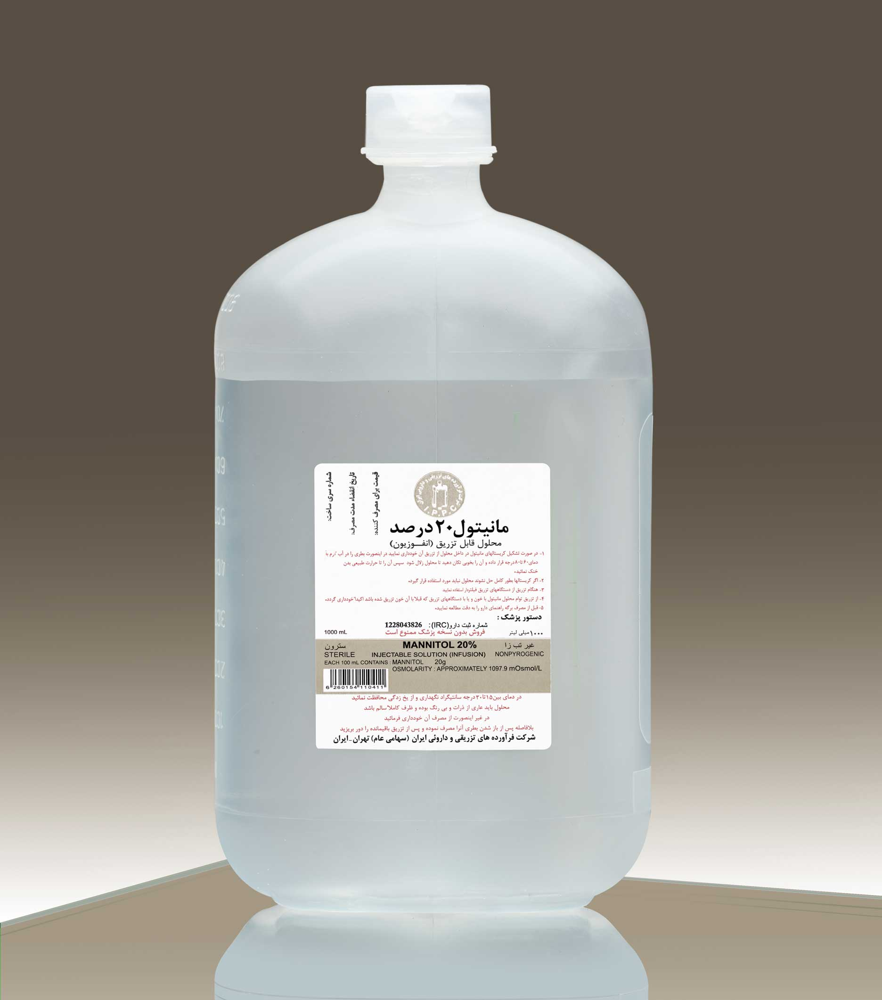 شرکت فرآورده های تزریقی و داروئی ایران
I.P.P.C
شماره سری ساخت:
تاریخ انقضاء مدت مصرف:
قیمت برای مصرف کننده:
مانیتول۲۰درصد
محلول قابل تزریق (انفــوزیون)
۱- در صورت تشکیل کریستالهای مانیتول در داخل محلول از تزریق آن خودداری نمایید در اینصورت بطری را در آب گرم با
دمای۶۰تا۸۰درجه قرار داده و آن را بخوبی تکان دهید تا محلول زلال شود سپس آن را تا حرارت طبیعی بدن
خنک نمائید.
۲- اگر کریستالها بطور کامل حل نشوند محلول نباید مورد استفاده قرار گیرد.
۳- هنگام تزریق از دستگاههای تزریق فیلتردار استفاده نمایید
۴- از تزریق توام محلول مانیتول با خون و یا با دستگاههای تزریق که قبلا با آن خون تزریق شده باشد اکیدا" خودداری گردد.
۵- قبل از مصرف برگه راهنمای دارو را به دقت مطالعه نمایید.
دستور پزشک :
شماره ثبت دارو(IRC): 1228043826
۱۰۰۰میلی لیتر فروش بدون نسخه پزشک ممنوع است 1000 mL
سترون MANNITOL 20% غیر تب زا
STERILE INJECTABLE SOLUTION (INFUSION) NONPYROGENIC
EACH 100 mL CONTAINS : MANNITOL 20g
OSMOLARITY : APPROXIMATELY 1097.9 mOsmol/L
6 260154 110411
در دمای بین۱۵تا۳۰درجه سانتیگراد نگهداری و از یخ زدگی محافظت نمائید
محلول باید عاری از ذرات و بی رنگ بوده و ظرف کاملا سالم باشد
در غیر اینصورت از مصرف آن خودداری فرمائید
بلافاصله پس از باز شدن بطری آنرا مصرف نموده و پس از تزریق باقیمانده را دور بریزید
شرکت فرآورده های تزریقی و داروئی ایران (سهامی عام) تهران-ایران